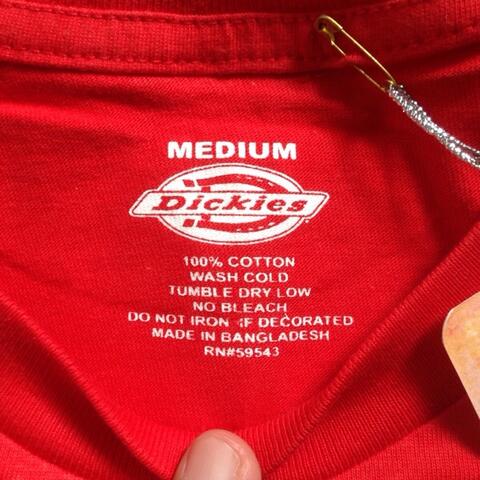 MEDIUM
Dickies
100% COTTON
WASH COLD
TUMBLE DRY LOW
NO BLEACH
DO NOT IRON IF DECORATED
MADE IN BANGLADESH
RN#59543